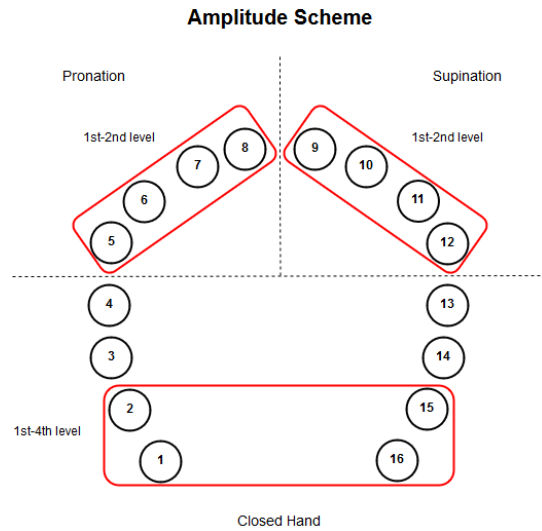 Amplitude Scheme
Pronation
Supination
1st-2nd level
1st-2nd level
8
9
7
10
6
11
5
12
4
13
3
14
2
15
1st-4th level
1
16
Closed Hand